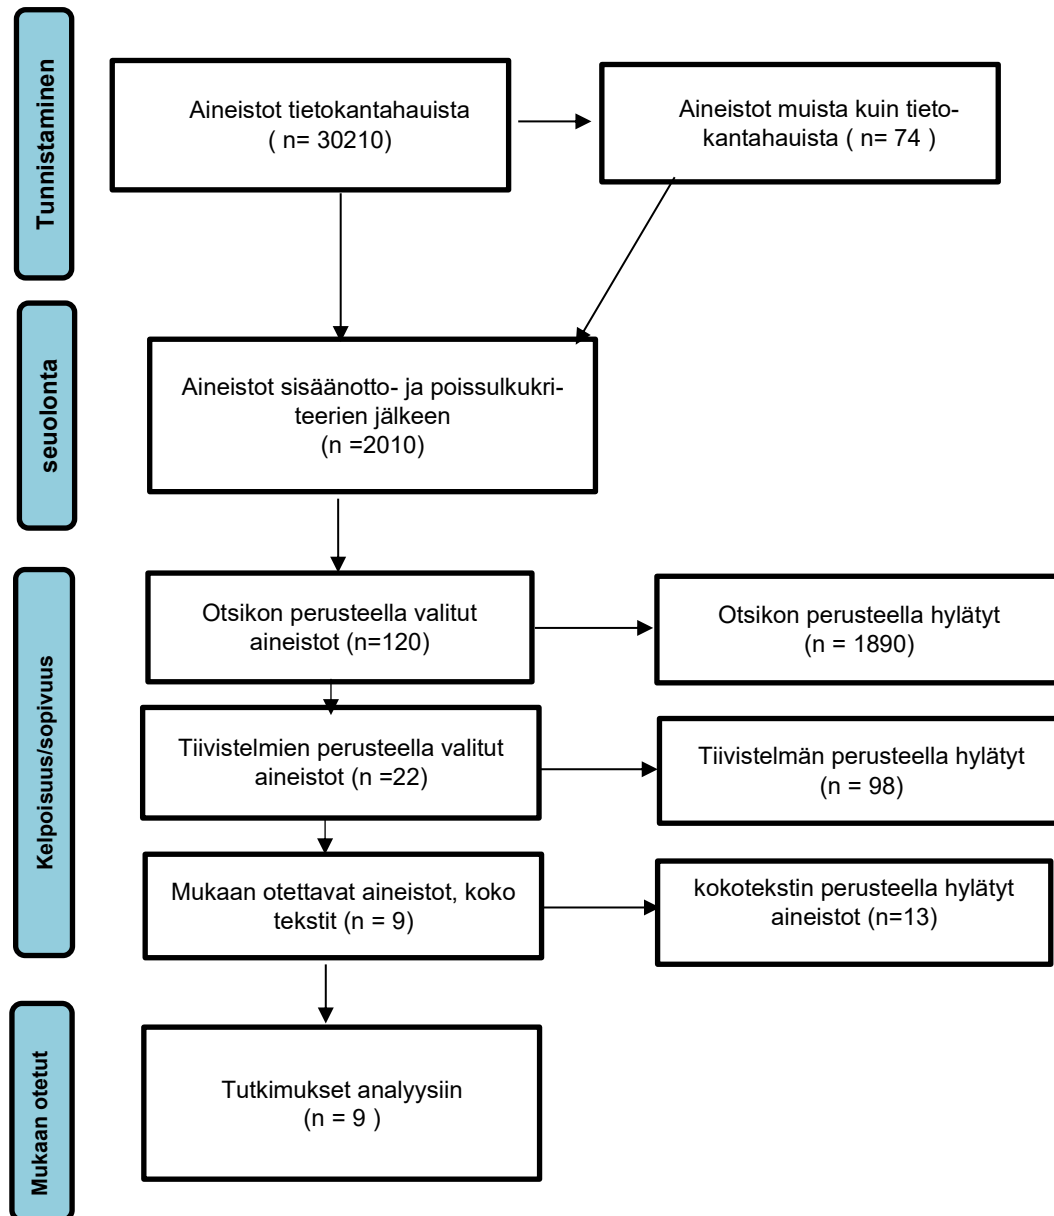 Tunnistaminen
Aineistot tietokantahauista
( n= 30210)
Aineistot muista kuin tieto-
kantahauista ( n= 74 )
seuolonta
Aineistot sisäänotto- ja poissulkukri-
teerien jälkeen
(n =2010)
Kelpoisuus/sopivuus
Otsikon perusteella valitut
aineistot (n=120)
Otsikon perusteella hylätyt
(n = 1890)
Tiivistelmien perusteella valitut
aineistot (n =22)
Tiivistelmän perusteella hylätyt
(n = 98)
Mukaan otettavat aineistot, koko
tekstit (n = 9)
kokotekstin perusteella hylätyt
aineistot (n=13)
Mukaan otetut
Tutkimukset analyysiin
(n = 9 )